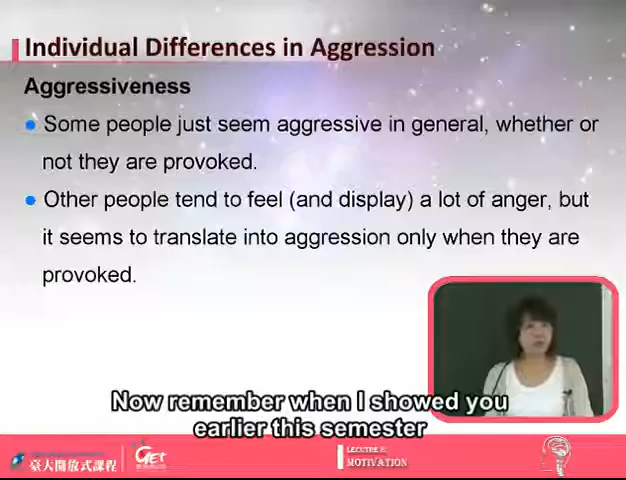 Individual Differences in Aggression
Aggressiveness
Some people just seem aggressive in general, whether or
not they are provoked.
Other people tend to feel (and display) a lot of anger, but
it seems to translate into aggression only when they are
provoked.
Now remember when I showed you
earlier this semester
臺大開放式課程
GET
MOTIVATION